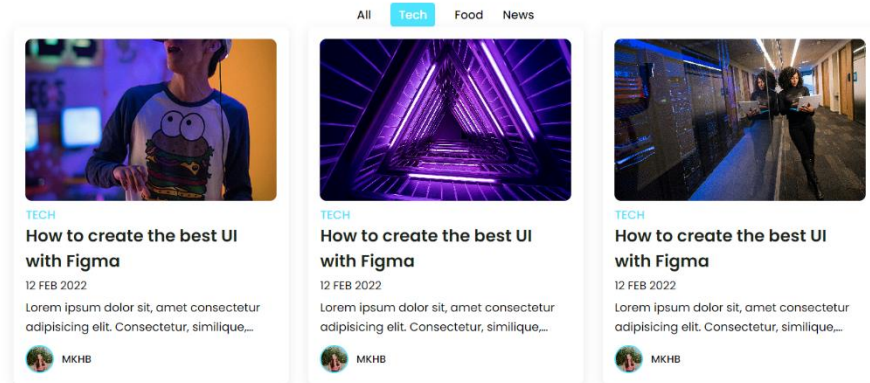 All Tech Food News
TECH
How to create the best UI
with Figma
12 FEB 2022
Lorem ipsum dolor sit, amet consectetur
adipisicing elit. Consectetur, similique,...
MKHB
TECH
How to create the best UI
with Figma
12 FEB 2022
Lorem ipsum dolor sit, amet consectetur
adipisicing elit. Consectetur, similique,...
MKHB
TECH
How to create the best UI
with Figma
12 FEB 2022
Lorem ipsum dolor sit, amet consectetur
adipisicing elit. Consectetur, similique,...
MKHB